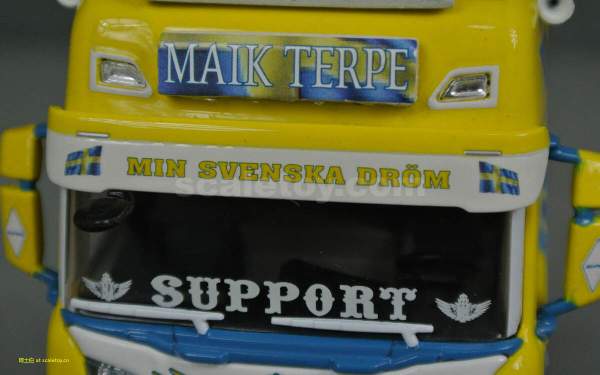 MAIK TERPE
MIN SVENSKA DRÖM
scaletoy.com
SUPPORT